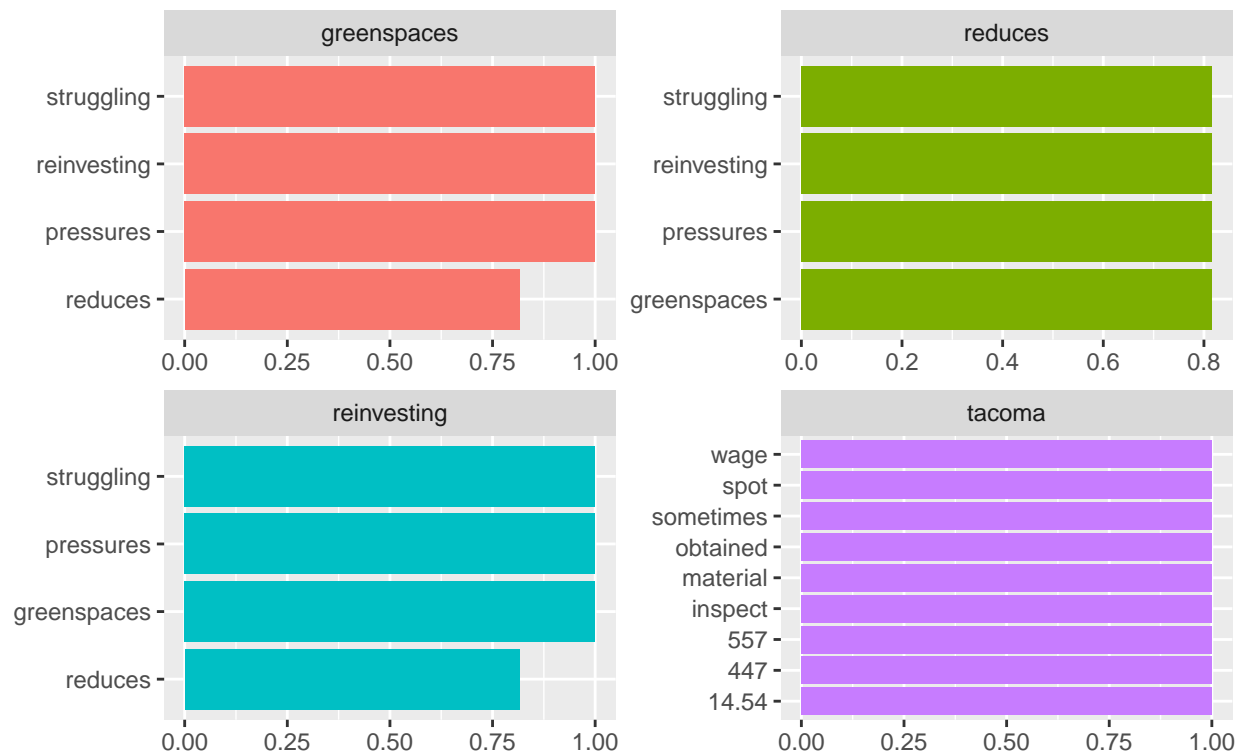 greenspaces
struggling
reinvesting
pressures
reduces
0.00 0.25 0.50 0.75 1.00
reduces
struggling
reinvesting
pressures
greenspaces
0.0 0.2 0.4 0.6 0.8
reinvesting
struggling
pressures
greenspaces
reduces
0.00 0.25 0.50 0.75 1.00
tacoma
wage
spot
sometimes
obtained
material
inspect
557
447
14.54
0.00 0.25 0.50 0.75 1.00